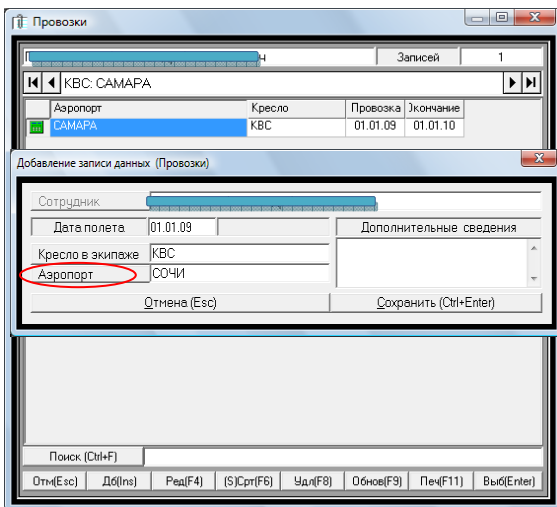 Провозки
Записей 1
КВС: САМАРА
Аэропорт Кресло Провозка Окончание
САМАРА КВС 01.01.09 01.01.10
Добавление записи данных (Провозки)
Сотрудник
Дата полета 01.01.09 Дополнительные сведения
Кресло в экипаже КВС
Аэропорт СОЧИ
Отмена (Esc) Сохранить (Ctrl+Enter)
Поиск (Ctrl+F)
Отм(Esc) Дб(Ins) Ред(F4) (S)Срт(F6) Удл(F8) Обнов(F9) Печ(F11) Выб(Enter)